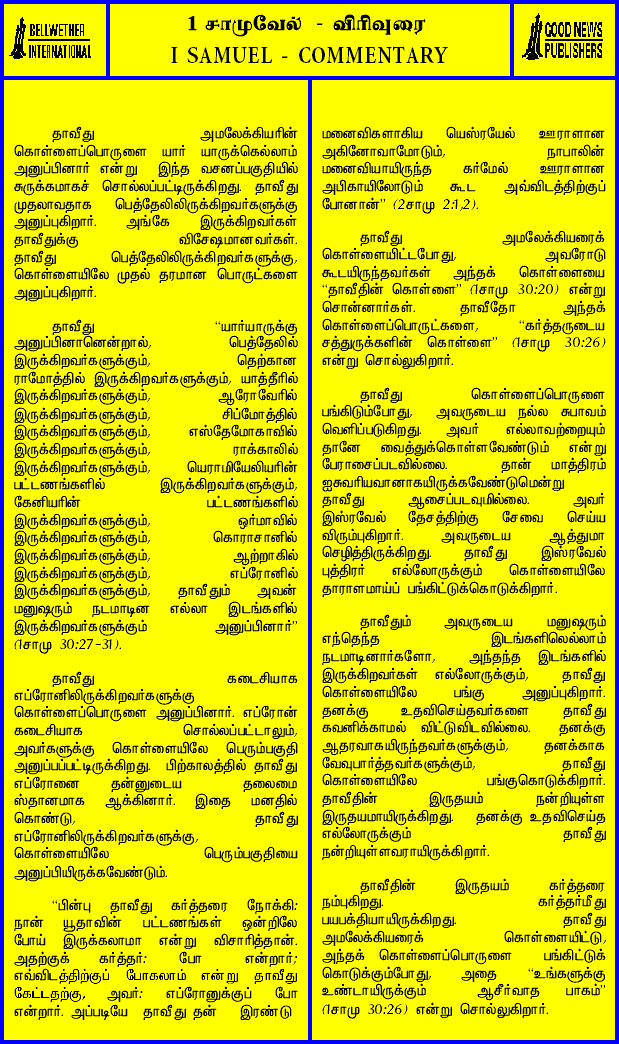 BELLWETHER
INTERNATIONAL
1 சாமுவேல் - விரிவுரை
I SAMUEL - COMMENTARY
GOOD NEWS
PUBLISHERS
தாவீது அமலேக்கியரின்
கொள்ளைப்பொருளை யார் யாருக்கெல்லாம்
அனுப்பினார் என்று இந்த வசனப்பகுதியில்
சுருக்கமாகச் சொல்லப்பட்டிருக்கிறது. தாவீது
முதலாவதாக பெத்தேலிலிருக்கிறவர்களுக்கு
அனுப்புகிறார். அங்கே இருக்கிறவர்கள்
தாவீதுக்கு விசேஷமானவர்கள்.
தாவீது பெத்தேலிலிருக்கிறவர்களுக்கு,
கொள்ளையிலே முதல் தரமான பொருட்களை
அனுப்புகிறார்.
தாவீது "யார்யாருக்கு
அனுப்பினானென்றால், பெத்தேலில்
இருக்கிறவர்களுக்கும், தெற்கான
ராமோத்தில் இருக்கிறவர்களுக்கும், யாத்தீரில்
இருக்கிறவர்களுக்கும், ஆரோவேரில்
இருக்கிறவர்களுக்கும், சிப்மோத்தில்
இருக்கிறவர்களுக்கும், எஸ்தேமோகாவில்
இருக்கிறவர்களுக்கும், ராக்காலில்
இருக்கிறவர்களுக்கும், யெராமியேலியரின்
பட்டணங்களில் இருக்கிறவர்களுக்கும்,
கேனியரின் பட்டணங்களில்
இருக்கிறவர்களுக்கும், ஒர்மாவில்
இருக்கிறவர்களுக்கும், கொராசானில்
இருக்கிறவர்களுக்கும், ஆற்றாகில்
இருக்கிறவர்களுக்கும், எப்ரோனில்
இருக்கிறவர்களுக்கும், தாவீதும் அவன்
மனுஷரும் நடமாடின எல்லா இடங்களில்
இருக்கிறவர்களுக்கும் அனுப்பினார்"
(1சாமு 30:27-31).
தாவீது கடைசியாக
எப்ரோனிலிருக்கிறவர்களுக்கு
கொள்ளைப்பொருளை அனுப்பினார். எப்ரோன்
கடைசியாக சொல்லப்பட்டாலும்,
அவர்களுக்கு கொள்ளையிலே பெரும்பகுதி
அனுப்பப்பட்டிருக்கிறது. பிற்காலத்தில் தாவீது
எப்ரோனை தன்னுடைய தலைமை
ஸ்தானமாக ஆக்கினார். இதை மனதில்
கொண்டு, தாவீது
எப்ரோனிலிருக்கிறவர்களுக்கு,
கொள்ளையிலே பெரும்பகுதியை
அனுப்பியிருக்கவேண்டும்.
"பின்பு தாவீது கர்த்தரை நோக்கி:
நான் யூதாவின் பட்டணங்கள் ஒன்றிலே
போய் இருக்கலாமா என்று விசாரித்தான்.
அதற்குக் கர்த்தர்: போ என்றார்;
எவ்விடத்திற்குப் போகலாம் என்று தாவீது
கேட்டதற்கு, அவர்: எப்ரோனுக்குப் போ
என்றார். அப்படியே தாவீது தன் இரண்டு
மனைவிகளாகிய யெஸ்ரயேல் ஊராளான
அகினோவாமோடும், நாபாலின்
மனைவியாயிருந்த கர்மேல் ஊராளான
அபிகாயிலோடும் கூட அவ்விடத்திற்குப்
போனான்" (2சாமு 2:1,2).
தாவீது அமலேக்கியரைக்
கொள்ளையிட்டபோது, அவரோடு
கூடயிருந்தவர்கள் அந்தக் கொள்ளையை
"தாவீதின் கொள்ளை" (1சாமு 30:20) என்று
சொன்னார்கள். தாவீதோ அந்தக்
கொள்ளைப்பொருட்களை, "கர்த்தருடைய
சத்துருக்களின் கொள்ளை" (1சாமு 30:26)
என்று சொல்லுகிறார்.
தாவீது கொள்ளைப்பொருளை
பங்கிடும்போது, அவருடைய நல்ல சுபாவம்
வெளிப்படுகிறது. அவர் எல்லாவற்றையும்
தானே வைத்துக்கொள்ளவேண்டும் என்று
பேராசைப்படவில்லை. தான் மாத்திரம்
ஐசுவரியவானாகயிருக்கவேண்டுமென்று
தாவீது ஆசைப்படவுமில்லை. அவர்
இஸ்ரவேல் தேசத்திற்கு சேவை செய்ய
விரும்புகிறார். அவருடைய ஆத்துமா
செழித்திருக்கிறது. தாவீது இஸ்ரவேல்
புத்திரர் எல்லோருக்கும் கொள்ளையிலே
தாராளமாய்ப் பங்கிட்டுக்கொடுக்கிறார்.
தாவீதும் அவருடைய மனுஷரும்
எந்தெந்த இடங்களிலெல்லாம்
நடமாடினார்களோ, அந்தந்த இடங்களில்
இருக்கிறவர்கள் எல்லோருக்கும், தாவீது
கொள்ளையிலே பங்கு அனுப்புகிறார்.
தனக்கு உதவிசெய்தவர்களை தாவீது
கவனிக்காமல் விட்டுவிடவில்லை. தனக்கு
ஆதரவாகயிருந்தவர்களுக்கும், தனக்காக
வேவுபார்த்தவர்களுக்கும், தாவீது
கொள்ளையிலே பங்குகொடுக்கிறார்.
தாவீதின் இருதயம் நன்றியுள்ள
இருதயமாயிருக்கிறது. தனக்கு உதவிசெய்த
எல்லோருக்கும் தாவீது
நன்றியுள்ளவராயிருக்கிறார்.
தாவீதின் இருதயம் கர்த்தரை
நம்புகிறது. கர்த்தர்மீது
பயபக்தியாயிருக்கிறது. தாவீது
அமலேக்கியரைக் கொள்ளையிட்டு,
அந்தக் கொள்ளைப்பொருளை பங்கிட்டுக்
கொடுக்கும்போது, அதை "உங்களுக்கு
உண்டாயிருக்கும் ஆசீர்வாத பாகம்"
(1சாமு 30:26) என்று சொல்லுகிறார்.